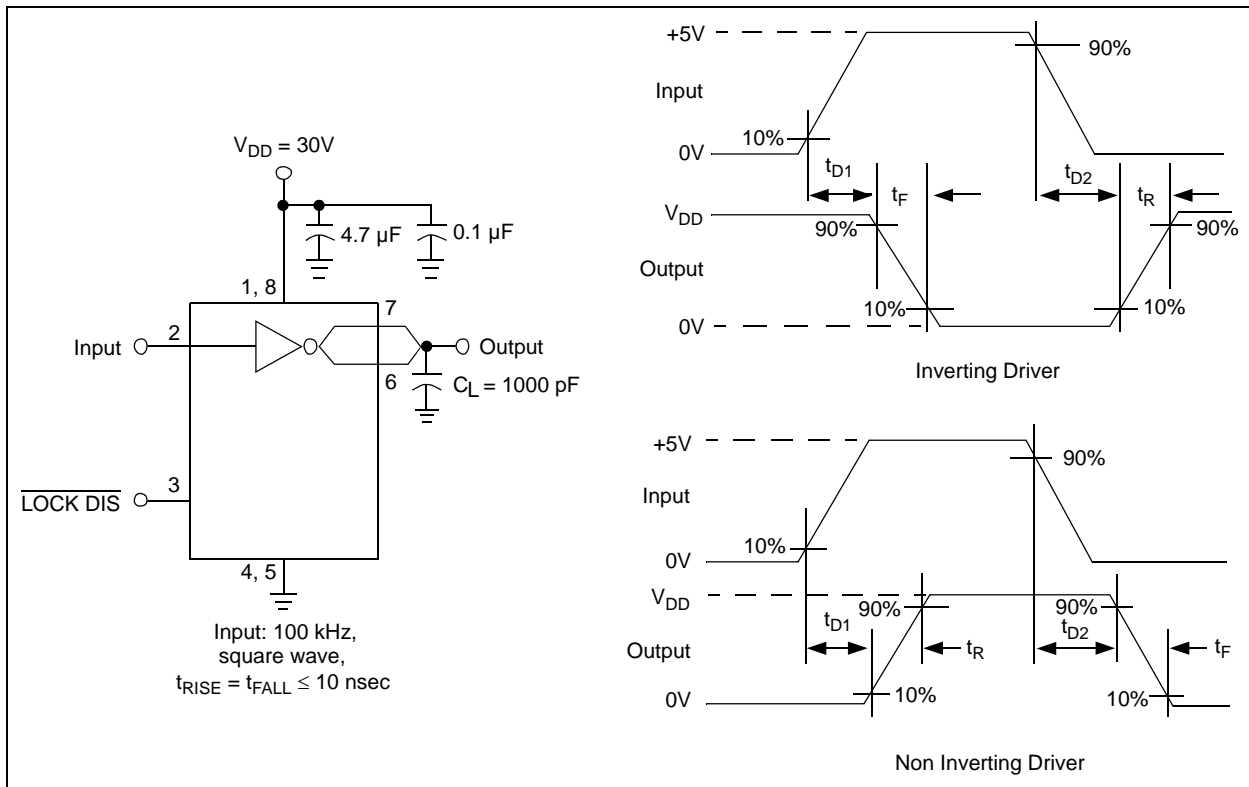 V_DD = 30V
4.7 µF
0.1 µF
1, 8
7
Input
2
Output
6
C_L = 1000 pF
LOCK DIS
3
4, 5
Input: 100 kHz,
square wave,
t_RISE = t_FALL ≤ 10 nsec
+5V
90%
Input
10%
0V
t_D1
t_F
t_D2
t_R
V_DD
90%
90%
Output
10%
10%
0V
Inverting Driver
+5V
90%
Input
10%
0V
V_DD
90%
90%
t_D1
t_R
t_D2
t_F
Output
10%
10%
0V
Non Inverting Driver